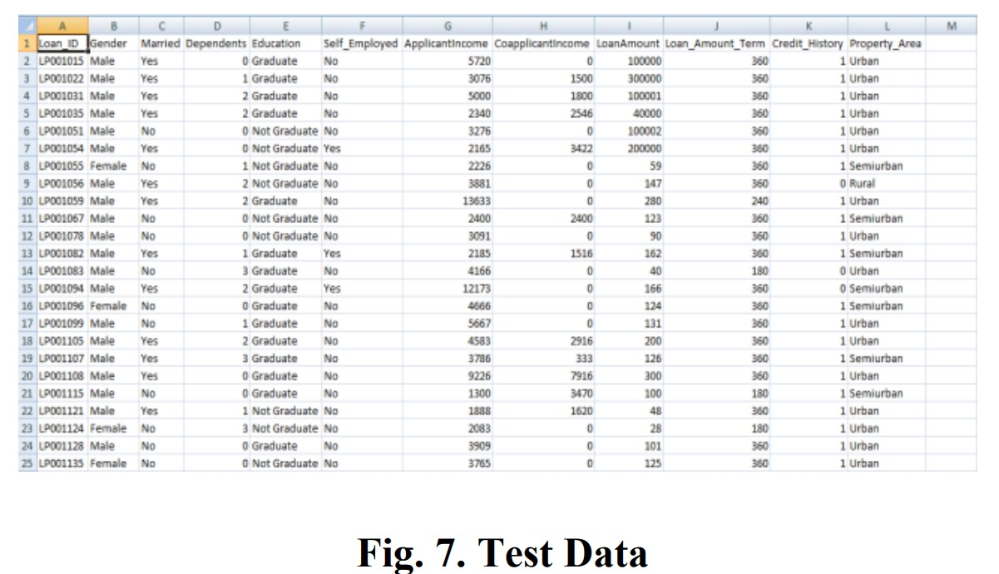 A B C D E F G H I J K L M
1 Loan_ID Gender Married Dependents Education Self_Employed ApplicantIncome CoapplicantIncome LoanAmount Loan_Amount_Term Credit_History Property_Area
2 LP001015 Male Yes 0 Graduate No 5720 0 100000 360 1 Urban
3 LP001022 Male Yes 1 Graduate No 3076 1500 300000 360 1 Urban
4 LP001031 Male Yes 2 Graduate No 5000 1800 100001 360 1 Urban
5 LP001035 Male Yes 2 Graduate No 2340 2546 40000 360 1 Urban
6 LP001051 Male No 0 Not Graduate No 3276 0 100002 360 1 Urban
7 LP001054 Male Yes 0 Not Graduate Yes 2165 3422 200000 360 1 Urban
8 LP001055 Female No 1 Not Graduate No 2226 0 59 360 1 Semiurban
9 LP001056 Male Yes 2 Not Graduate No 3881 0 147 360 0 Rural
10 LP001059 Male Yes 2 Graduate No 13633 0 280 240 1 Urban
11 LP001067 Male No 0 Not Graduate No 2400 2400 123 360 1 Semiurban
12 LP001078 Male No 0 Not Graduate No 3091 0 90 360 1 Urban
13 LP001082 Male Yes 1 Graduate Yes 2185 1516 162 360 1 Semiurban
14 LP001083 Male No 3 Graduate No 4166 0 40 180 0 Urban
15 LP001094 Male Yes 2 Graduate Yes 12173 0 166 360 0 Semiurban
16 LP001096 Female No 0 Graduate No 4666 0 124 360 1 Semiurban
17 LP001099 Male No 1 Graduate No 5667 0 131 360 1 Urban
18 LP001105 Male Yes 2 Graduate No 4583 2916 200 360 1 Urban
19 LP001107 Male Yes 3 Graduate No 3786 333 126 360 1 Semiurban
20 LP001108 Male Yes 0 Graduate No 9226 7916 300 360 1 Urban
21 LP001115 Male No 0 Graduate No 1300 3470 100 180 1 Semiurban
22 LP001121 Male Yes 1 Not Graduate No 1888 1620 48 360 1 Urban
23 LP001124 Female No 3 Not Graduate No 2083 0 28 180 1 Urban
24 LP001128 Male No 0 Graduate No 3909 0 101 360 1 Urban
25 LP001135 Female No 0 Not Graduate No 3765 0 125 360 1 Urban
Fig. 7. Test Data